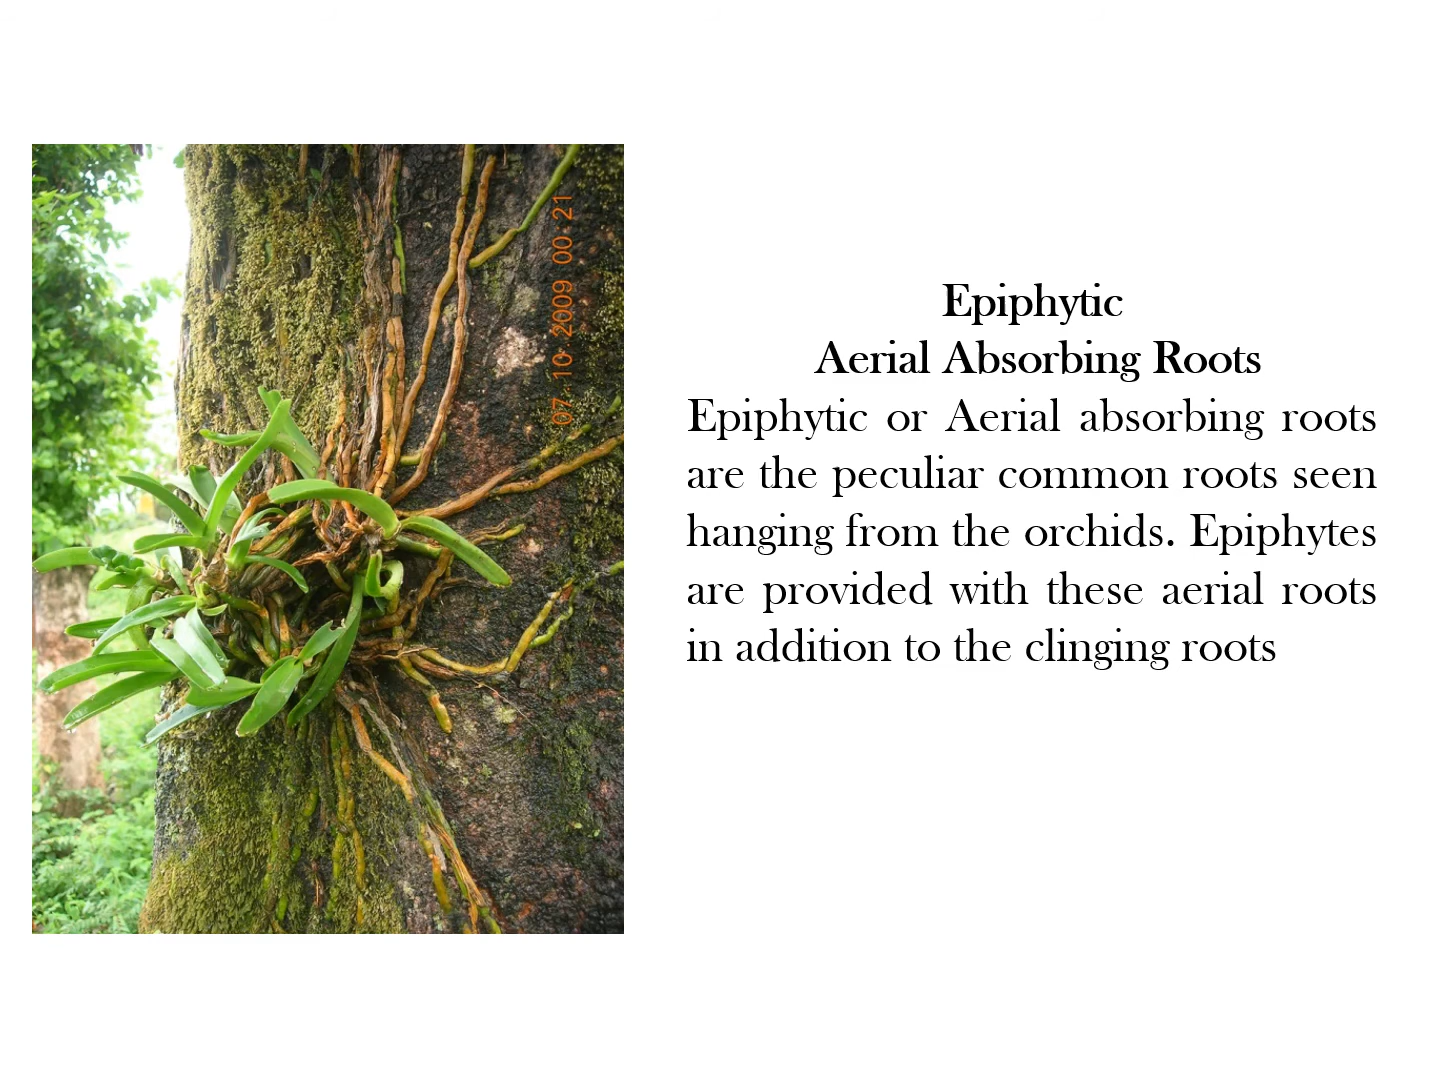 07 10 2009 00 21
Epiphytic
Aerial Absorbing Roots
Epiphytic or Aerial absorbing roots
are the peculiar common roots seen
hanging from the orchids. Epiphytes
are provided with these aerial roots
in addition to the clinging roots